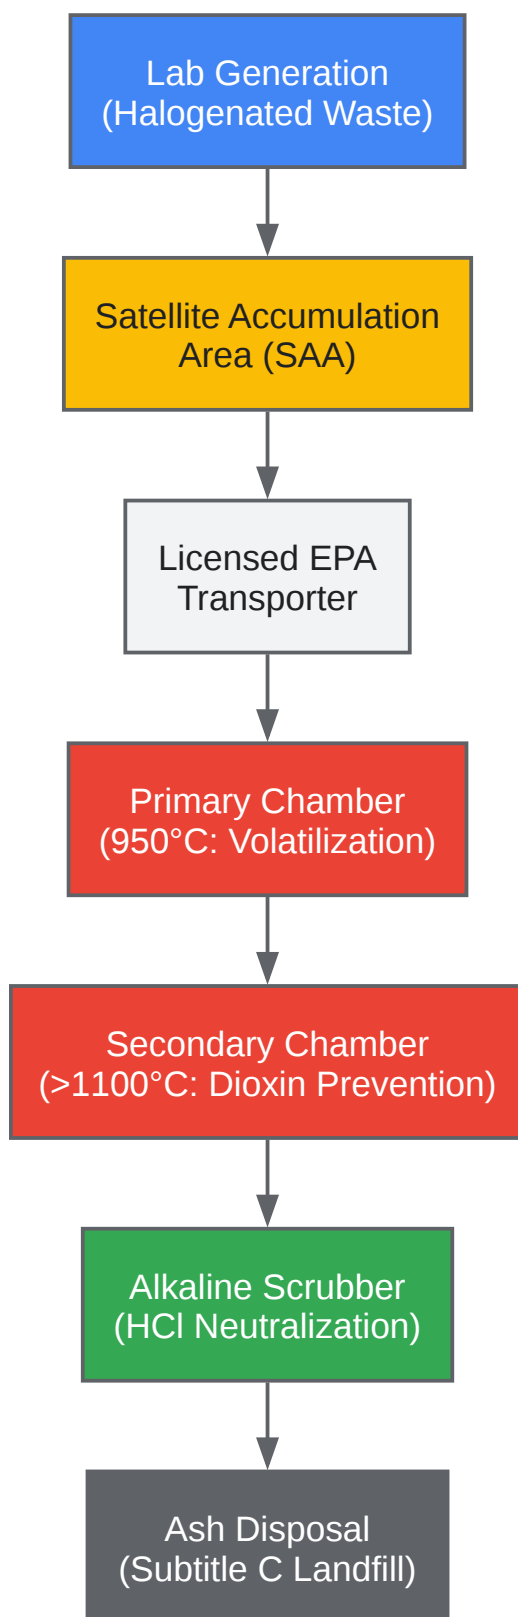 Lab Generation
(Halogenated Waste)
Satellite Accumulation
Area (SAA)
Licensed EPA
Transporter
Primary Chamber
(950°C: Volatilization)
Secondary Chamber
(>1100°C: Dioxin Prevention)
Alkaline Scrubber
(HCl Neutralization)
Ash Disposal
(Subtitle C Landfill)